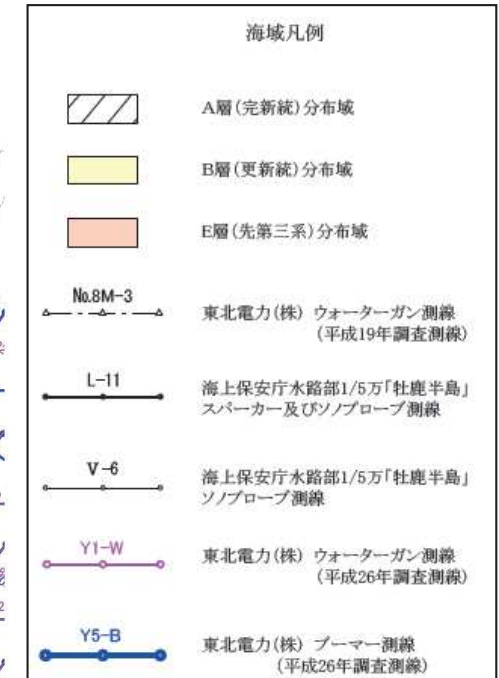 海域凡例
A層(完新統)分布域
B層(更新統)分布域
E層(先第三系)分布域
No.8M-3
東北電力(株) ウォーターガン測線
(平成19年調査測線)
L-11
海上保安庁水路部1/5万「牡鹿半島」
スパーカー及びソノプローブ測線
V-6
海上保安庁水路部1/5万「牡鹿半島」
ソノプローブ測線
Y1-W
東北電力(株) ウォーターガン測線
(平成26年調査測線)
Y5-B
東北電力(株) ブーマー測線
(平成26年調査測線)